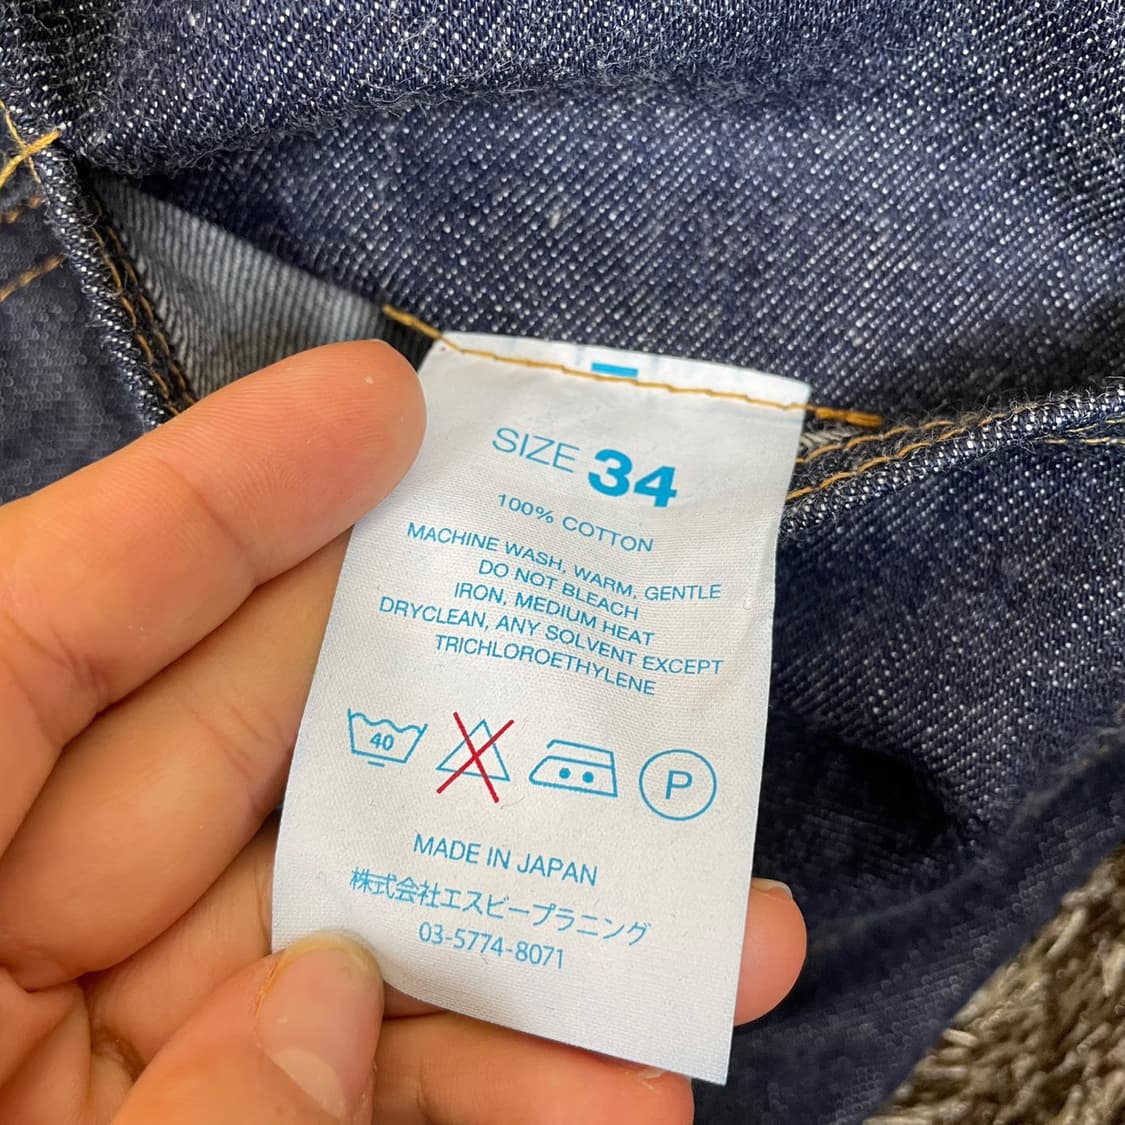 SIZE 34
100% COTTON
MACHINE WASH, WARM, GENTLE
DO NOT BLEACH
IRON, MEDIUM HEAT
DRYCLEAN, ANY SOLVENT EXCEPT
TRICHLOROETHYLENE
40 P
MADE IN JAPAN
株式会社エスビープラニング
03-5774-8071